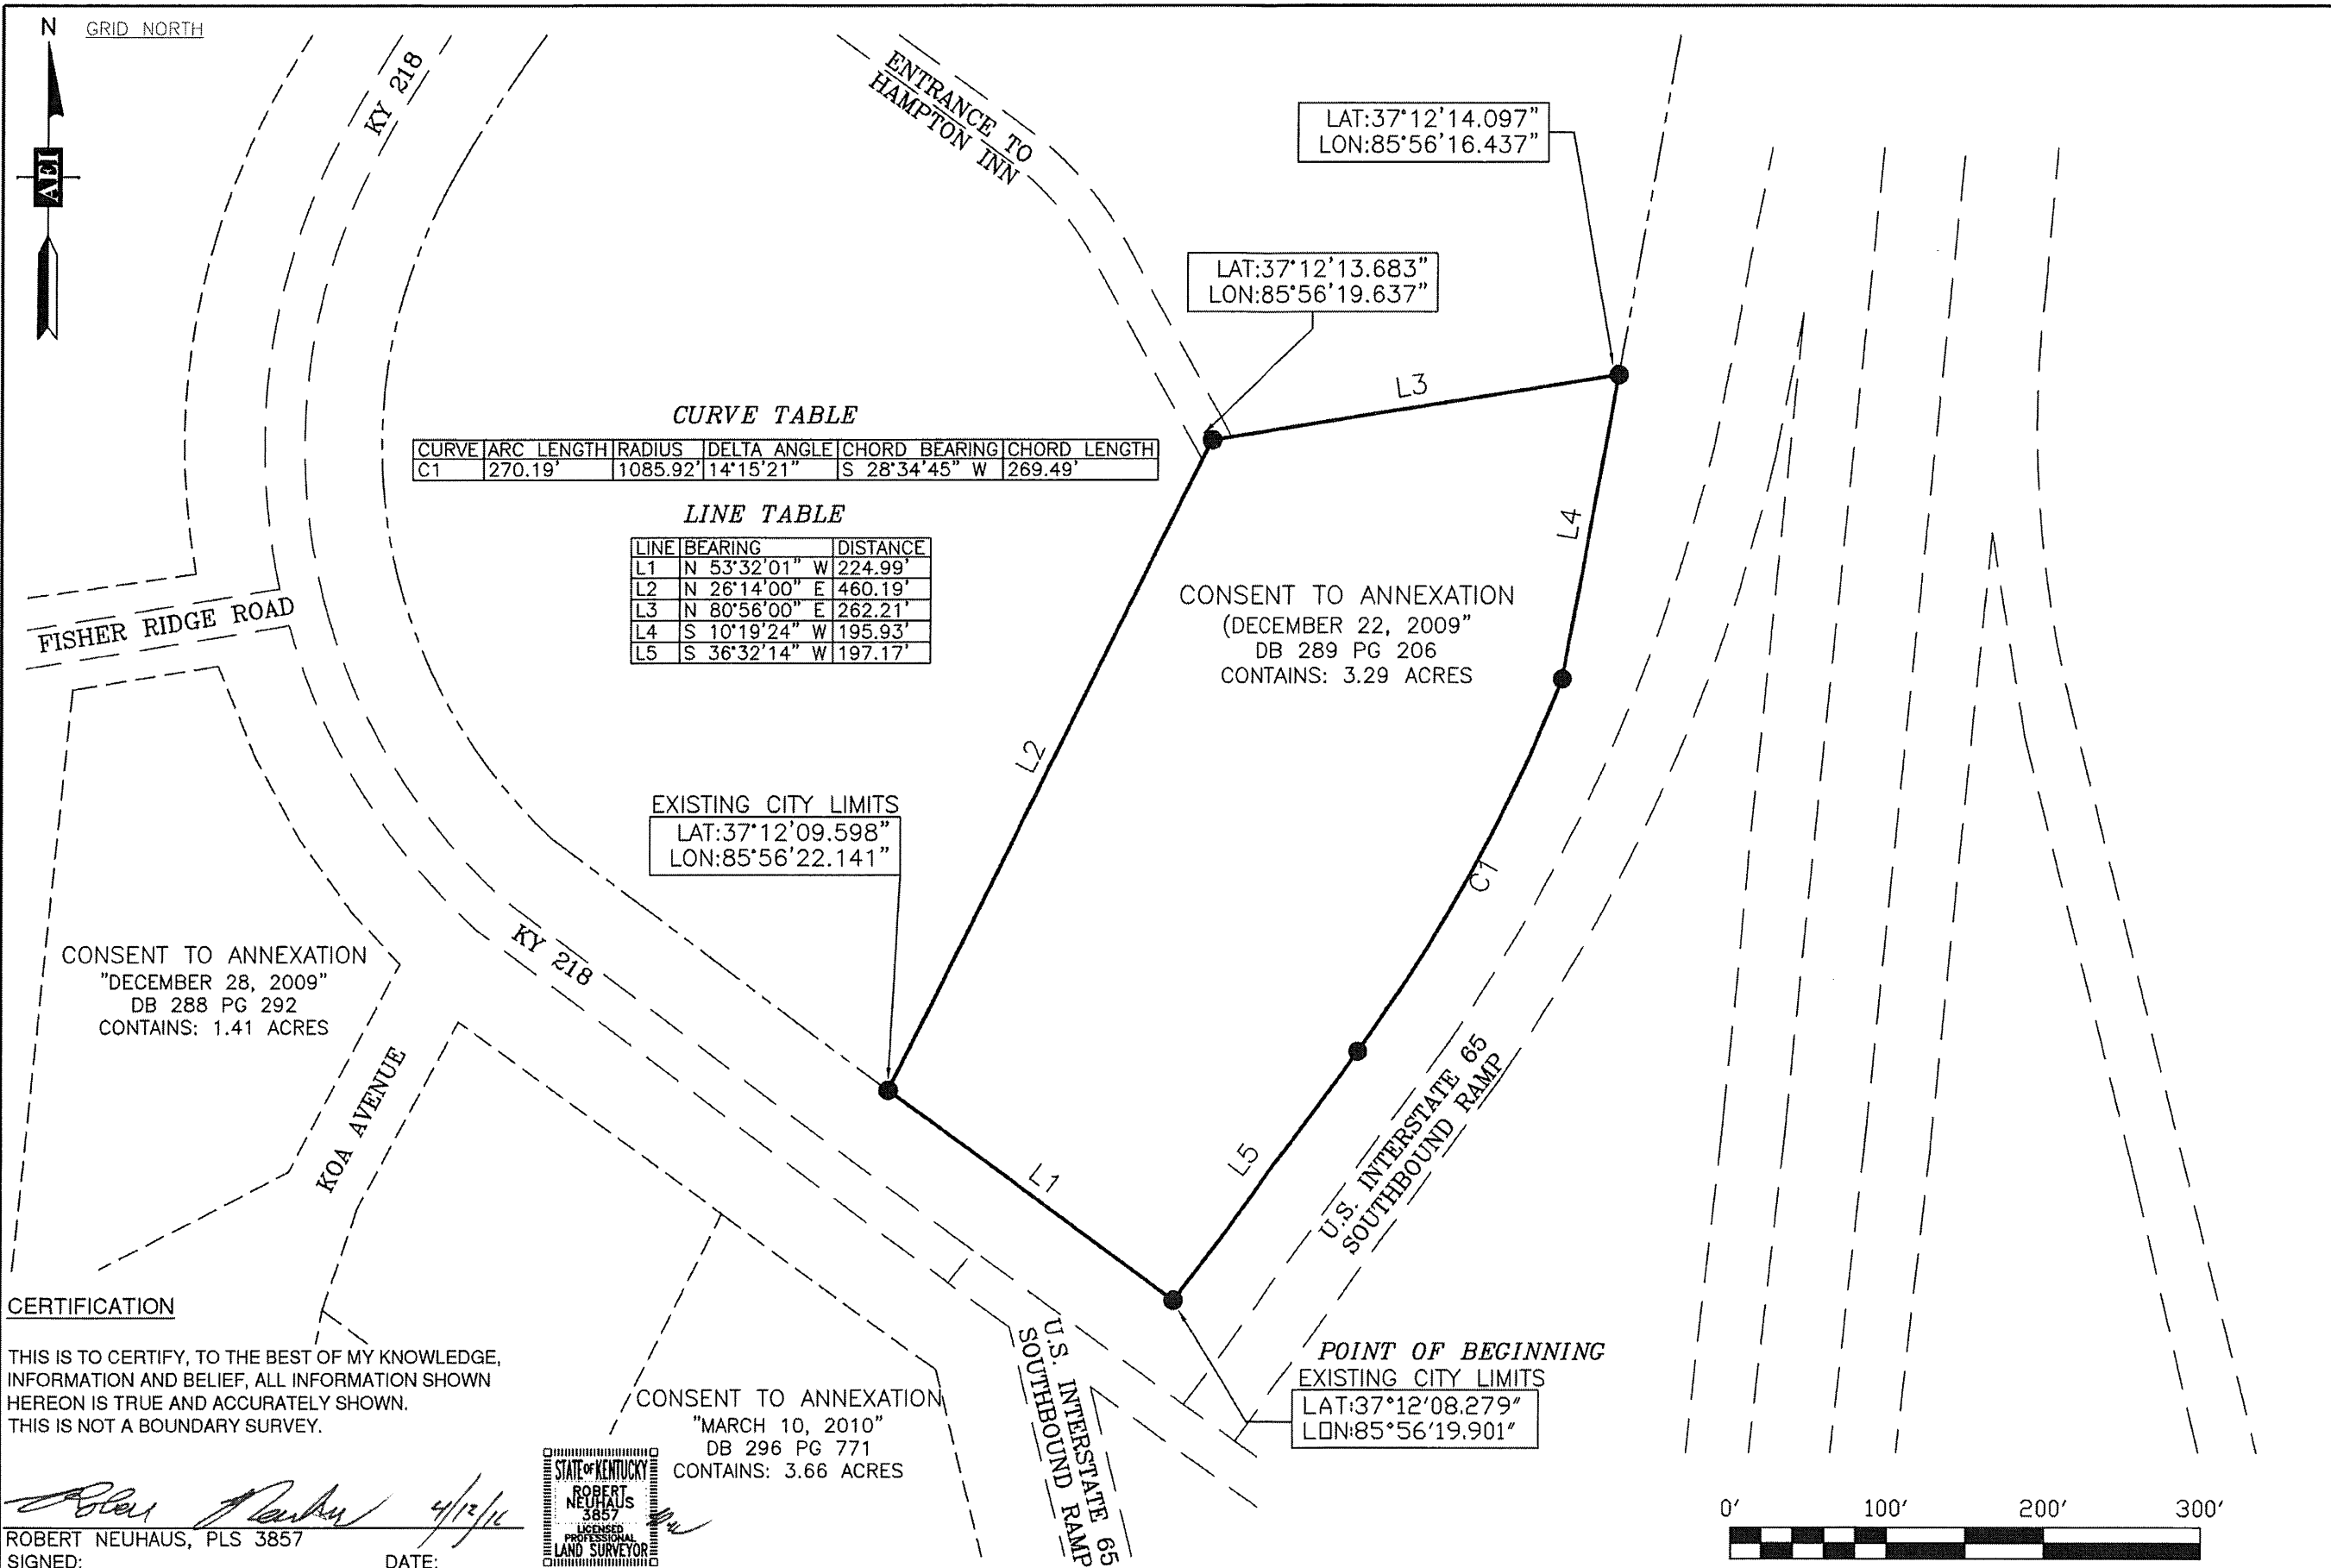 N GRID NORTH
AEI
KY 218
ENTRANCE TO
HAMPTON INN
LAT:37°12'14.097"
LON:85°56'16.437"
LAT:37°12'13.683"
LON:85°56'19.637"
L3
CURVE TABLE
CURVE ARC LENGTH RADIUS DELTA ANGLE CHORD BEARING CHORD LENGTH
C1 270.19' 1085.92' 14°15'21" S 28°34'45" W 269.49'
LINE TABLE
LINE BEARING DISTANCE
L1 N 53°32'01" W 224.99'
L2 N 26°14'00" E 460.19'
L3 N 80°56'00" E 262.21'
L4 S 10°19'24" W 195.93'
L5 S 36°32'14" W 197.17'
L4
FISHER RIDGE ROAD
CONSENT TO ANNEXATION
(DECEMBER 22, 2009"
DB 289 PG 206
CONTAINS: 3.29 ACRES
L2
C1
EXISTING CITY LIMITS
LAT:37°12'09.598"
LON:85°56'22.141"
KY 218
CONSENT TO ANNEXATION
"DECEMBER 28, 2009"
DB 288 PG 292
CONTAINS: 1.41 ACRES
KOA AVENUE
L1
L5
U.S. INTERSTATE 65
SOUTHBOUND RAMP
POINT OF BEGINNING
EXISTING CITY LIMITS
LAT:37°12'08.279"
LON:85°56'19.901"
U.S. INTERSTATE 65
SOUTHBOUND RAMP
CONSENT TO ANNEXATION
"MARCH 10, 2010"
DB 296 PG 771
CONTAINS: 3.66 ACRES
CERTIFICATION
THIS IS TO CERTIFY, TO THE BEST OF MY KNOWLEDGE,
INFORMATION AND BELIEF, ALL INFORMATION SHOWN
HEREON IS TRUE AND ACCURATELY SHOWN.
THIS IS NOT A BOUNDARY SURVEY.
ROBERT NEUHAUS, PLS 3857
SIGNED: DATE:
STATE OF KENTUCKY
ROBERT
NEUHAUS
3857
LICENSED
PROFESSIONAL
LAND SURVEYOR
0' 100' 200' 300'